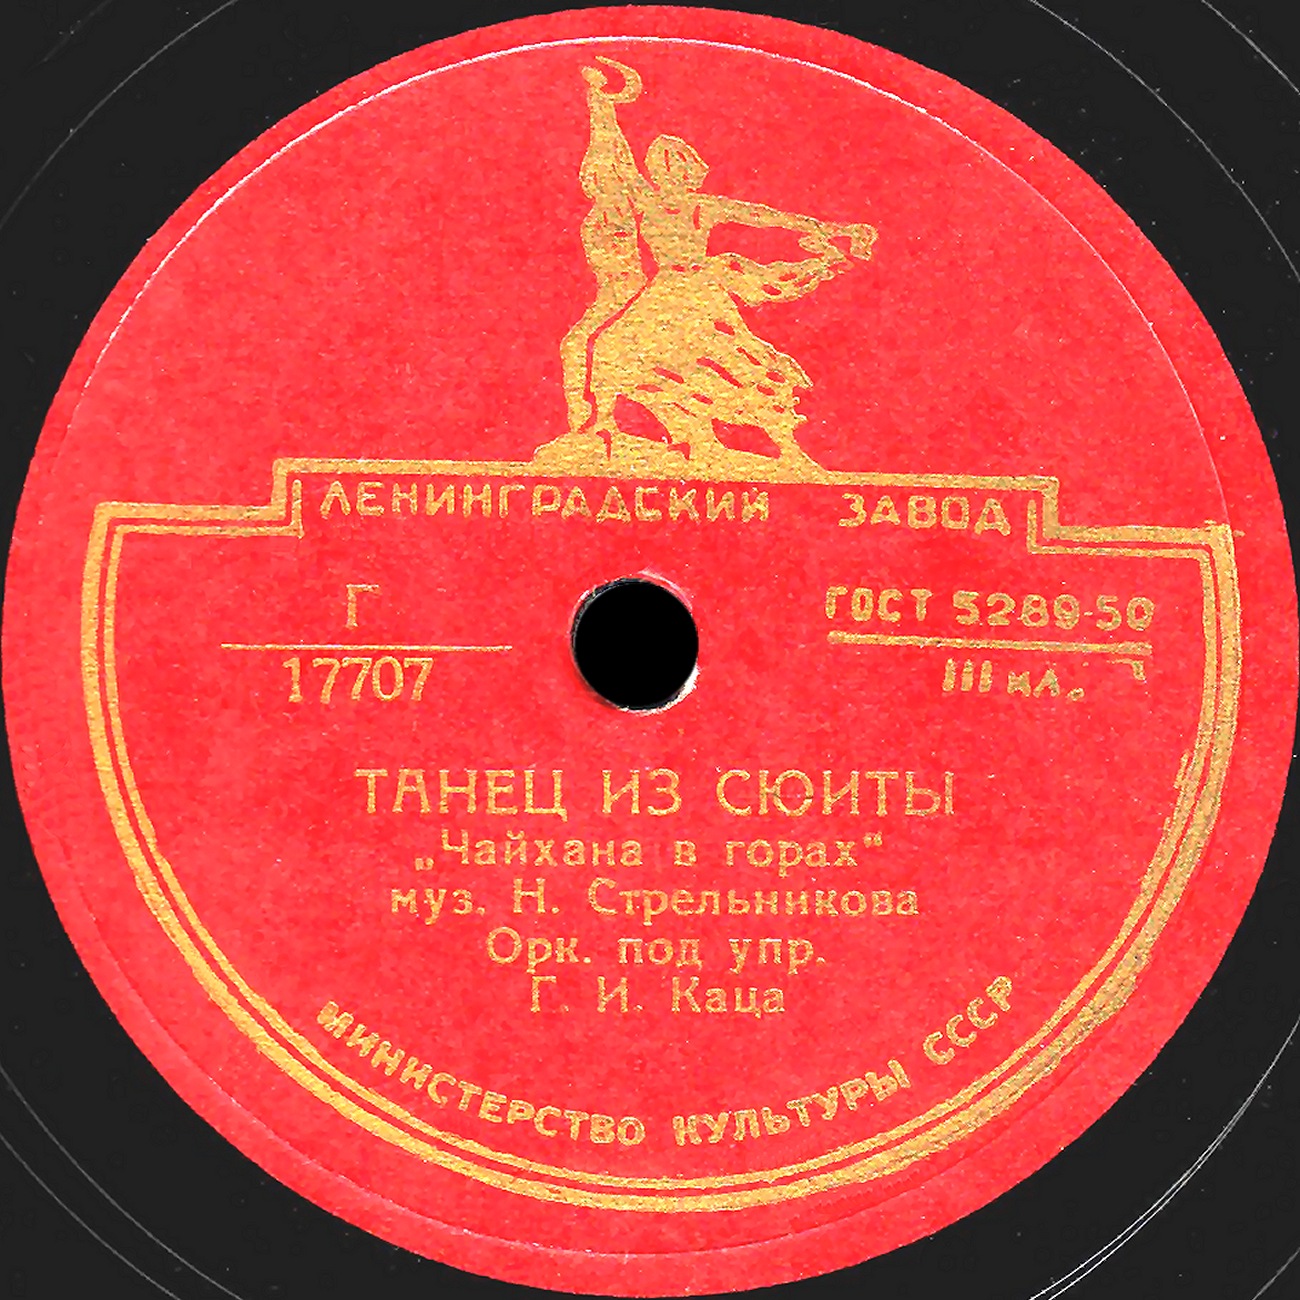 ЛЕНИНГРАДСКИЙ ЗАВОД
Г
17707
ГОСТ 5289-50
III кл. Г
ТАНЕЦ ИЗ СЮИТЫ
„Чайхана в горах“
муз. Н. Стрельникова
Орк. под упр.
Г. И. Каца
МИНИСТЕРСТВО КУЛЬТУРЫ СССР